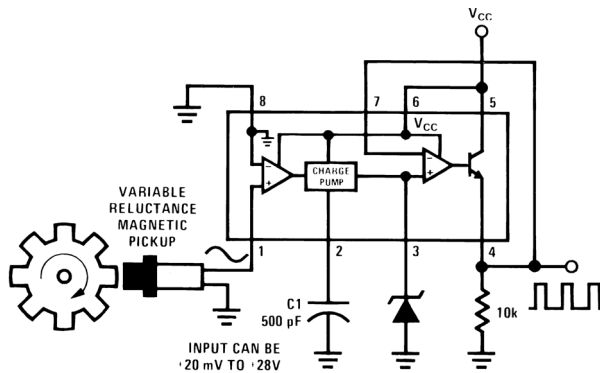 VCC
8
7
6
5
VCC
−
+
CHARGE
PUMP
−
+
VARIABLE
RELUCTANCE
MAGNETIC
PICKUP
1
2
3
4
C1
500 pF
10k
INPUT CAN BE
20 mV TO 28V